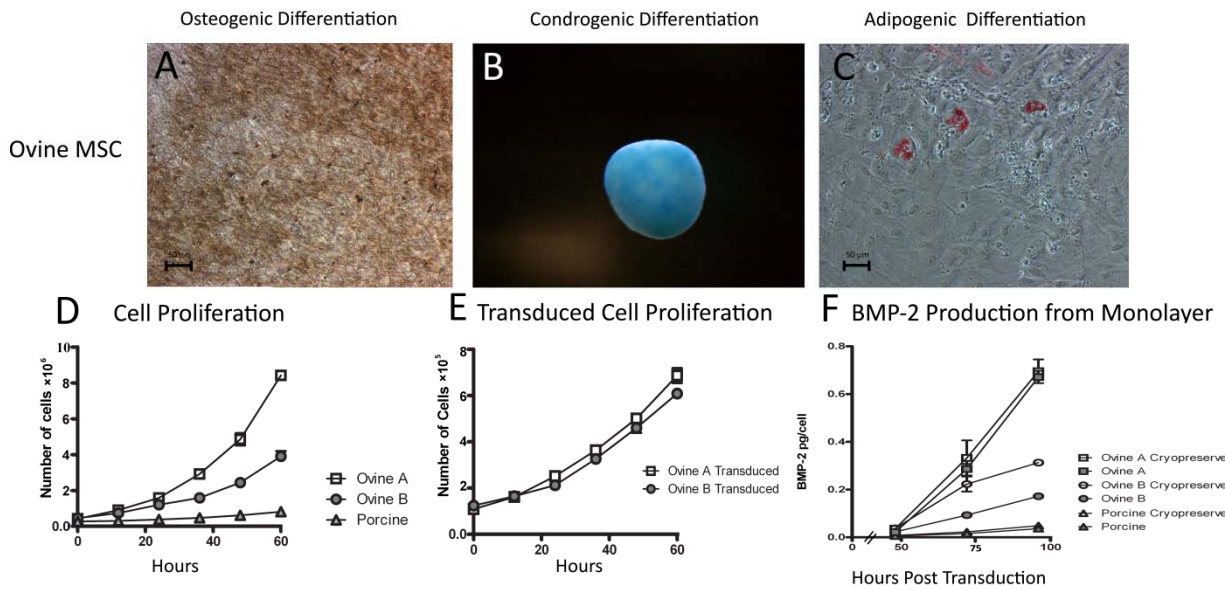 Osteogenic Differentiation
Condrogenic Differentiation
Adipogenic Differentiation
Ovine MSC
A
50 μm
B
C
50 μm
D Cell Proliferation
Number of cells ×10⁶
10
8
6
4
2
0.0
0 20 40 60
Hours
Ovine A
Ovine B
Porcine
E Transduced Cell Proliferation
Number of Cells ×10⁵
8
6
4
2
0.0
0 20 40 60
Hours
Ovine A Transduced
Ovine B Transduced
F BMP-2 Production from Monolayer
BMP-2 pg/cell
0.8
0.6
0.4
0.2
0.0
0 50 75 100
Hours Post Transduction
Ovine A Cryopreserve
Ovine A
Ovine B Cryopreserve
Ovine B
Porcine Cryopreserve
Porcine